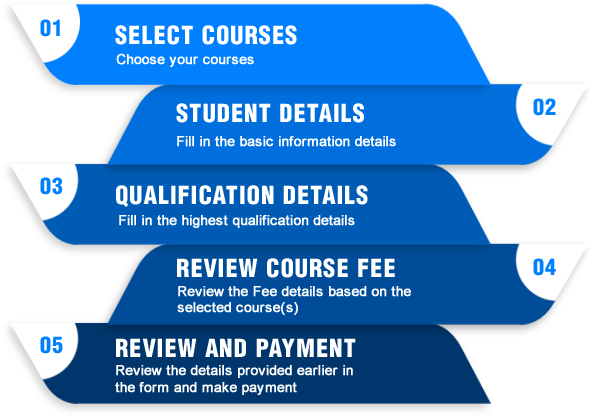 01
SELECT COURSES
Choose your courses
STUDENT DETAILS
02
Fill in the basic information details
03
QUALIFICATION DETAILS
Fill in the highest qualification details
REVIEW COURSE FEE
04
Review the Fee details based on the
selected course(s)
05
REVIEW AND PAYMENT
Review the details provided earlier in
the form and make payment